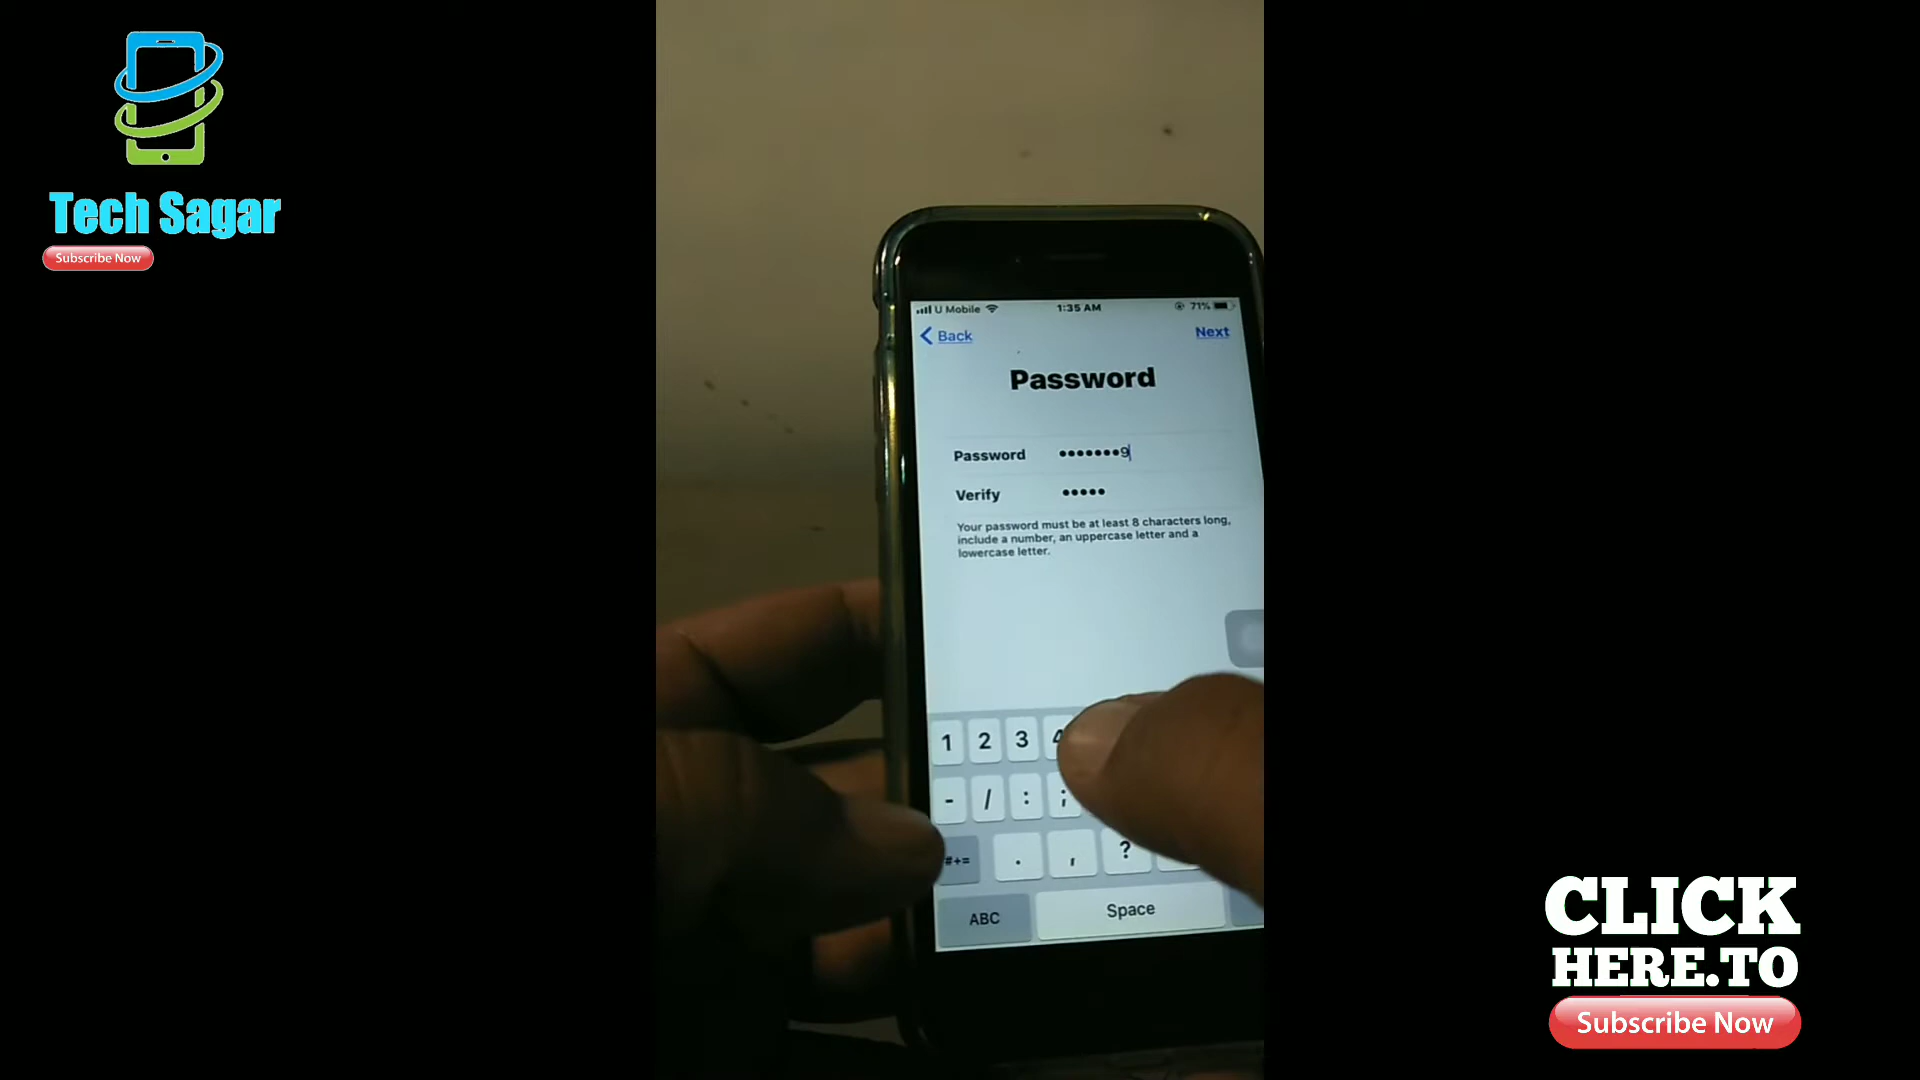 Tech Sagar
Subscribe Now
U Mobile 1:35 AM 71%
Back Next
Password
Password •••••••9
Verify •••••
Your password must be at least 8 characters long,
include a number, an uppercase letter and a
lowercase letter.
1 2 3 4
- / : ;
#+= . , ?
ABC Space
CLICK
HERE.TO
Subscribe Now